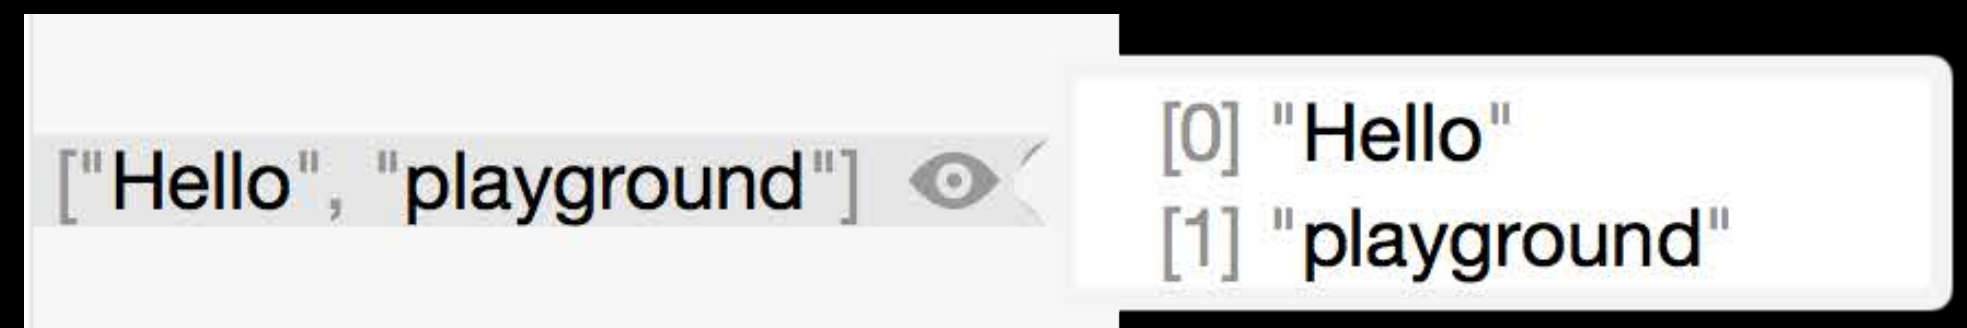 ["Hello", "playground"]
[0] "Hello"
[1] "playground"